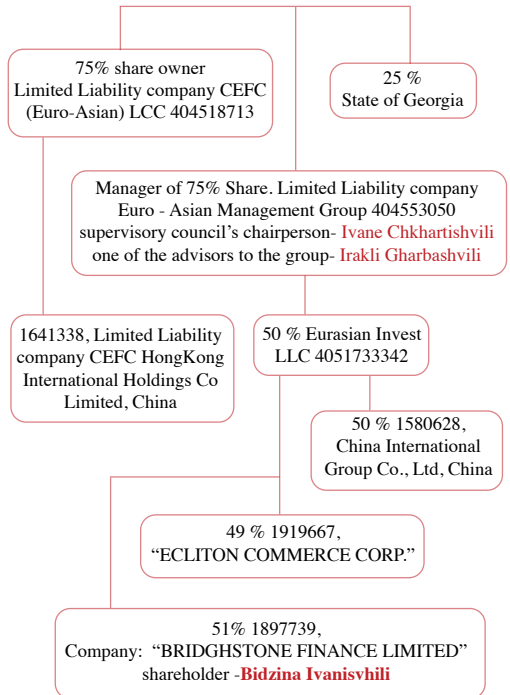 75% share owner
Limited Liability company CEFC
(Euro-Asian) LCC 404518713
25 %
State of Georgia
Manager of 75% Share. Limited Liability company
Euro - Asian Management Group 404553050
supervisory council’s chairperson- Ivane Chkhartishvili
one of the advisors to the group- Irakli Gharbashvili
1641338, Limited Liability
company CEFC HongKong
International Holdings Co
Limited, China
50 % Eurasian Invest
LLC 4051733342
50 % 1580628,
China International
Group Co., Ltd, China
49 % 1919667,
“ECLITON COMMERCE CORP.”
51% 1897739,
Company: “BRIDGHSTONE FINANCE LIMITED”
shareholder -Bidzina Ivanisvhili